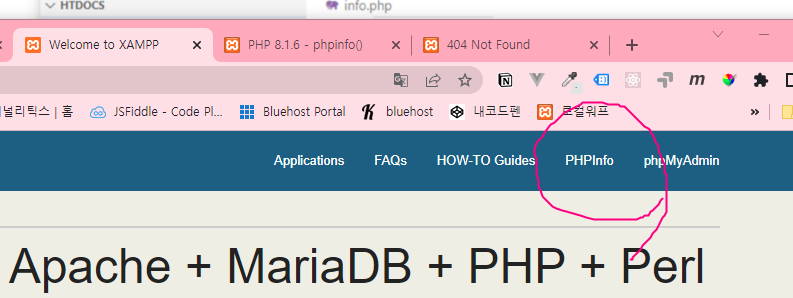 HTDOCS
info.php
Welcome to XAMPP
PHP 8.1.6 - phpinfo()
404 Not Found
널리틱스 | 홈
JSFiddle - Code Pl...
Bluehost Portal
bluehost
내코드펜
로컬워프
Applications
FAQs
HOW-TO Guides
PHPInfo
phpMyAdmin
Apache + MariaDB + PHP + Perl